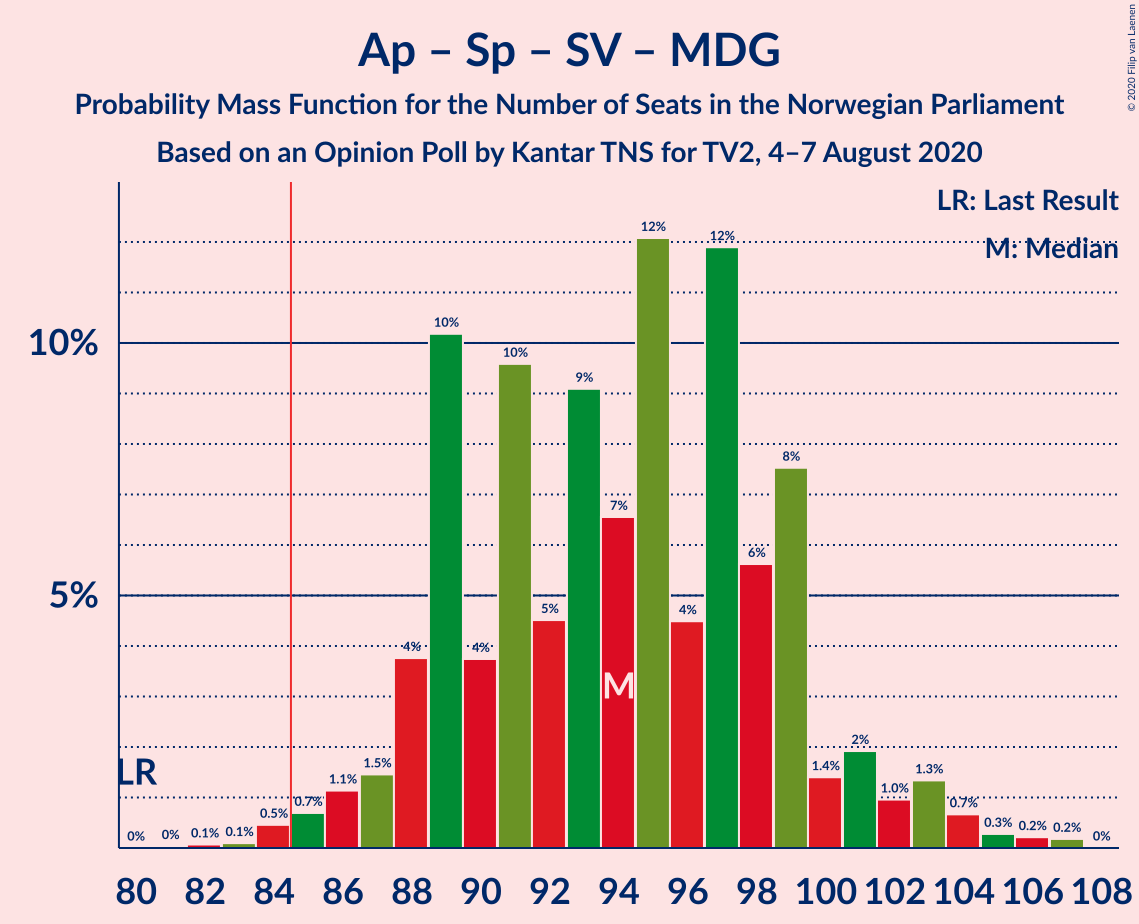 Ap – Sp – SV – MDG
Probability Mass Function for the Number of Seats in the Norwegian Parliament
Based on an Opinion Poll by Kantar TNS for TV2, 4–7 August 2020
© 2020 Filip van Laenen
LR: Last Result
M: Median
10%
5%
LR
M
0% 0% 0.1% 0.1% 0.5% 0.7% 1.1% 1.5% 4% 10% 4% 10% 5% 9% 7% 12% 4% 12% 6% 8% 1.4% 2% 1.0% 1.3% 0.7% 0.3% 0.2% 0.2% 0%
80 82 84 86 88 90 92 94 96 98 100 102 104 106 108